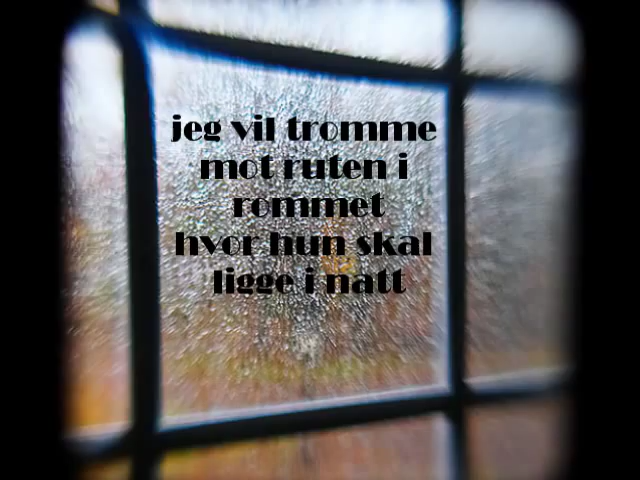 jeg vil tromme
mot ruten i
rommet
hvor hun skal
ligge i natt